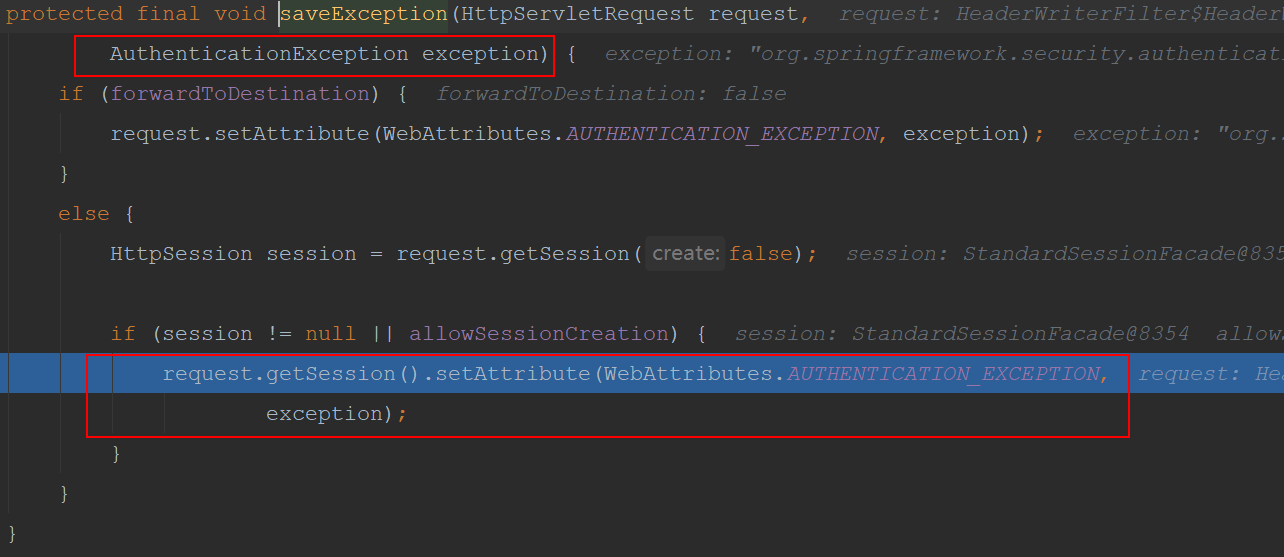 protected final void saveException(HttpServletRequest request, request: HeaderWriterFilter$Header
AuthenticationException exception) { exception: "org.springframework.security.authenticati
if (forwardToDestination) { forwardToDestination: false
request.setAttribute(WebAttributes.AUTHENTICATION_EXCEPTION, exception); exception: "org.
}
else {
HttpSession session = request.getSession( create: false); session: StandardSessionFacade@835
if (session != null || allowSessionCreation) { session: StandardSessionFacade@8354 allow
request.getSession().setAttribute(WebAttributes.AUTHENTICATION_EXCEPTION, request: Hea
exception);
}
}
}